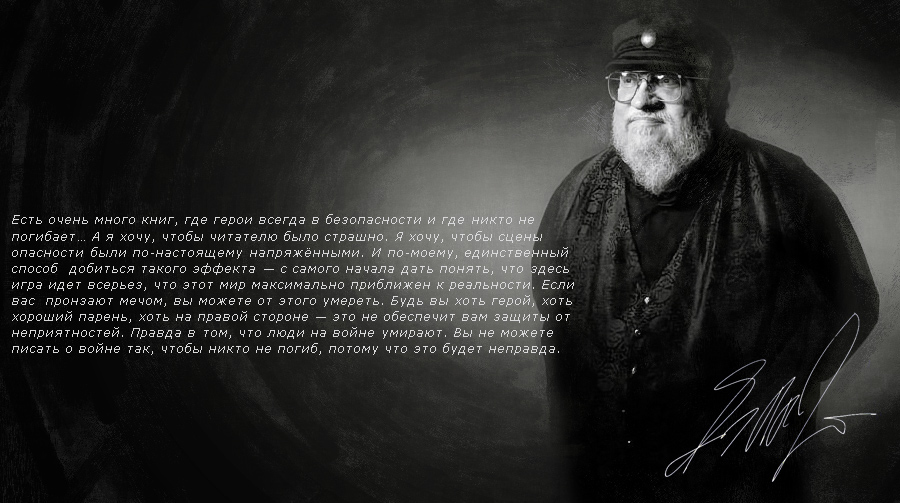 Есть очень много книг, где герои всегда в безопасности и где никто не
погибает... А я хочу, чтобы читателю было страшно. Я хочу, чтобы сцены
опасности были по-настоящему напряжёнными. И по-моему, единственный
способ добиться такого эффекта — с самого начала дать понять, что здесь
игра идет всерьез, что этот мир максимально приближен к реальности. Если
вас пронзают мечом, вы можете от этого умереть. Будь вы хоть герой, хоть
хороший парень, хоть на правой стороне — это не обеспечит вам защиты от
неприятностей. Правда в том, что люди на войне умирают. Вы не можете
писать о войне так, чтобы никто не погиб, потому что это будет неправда.